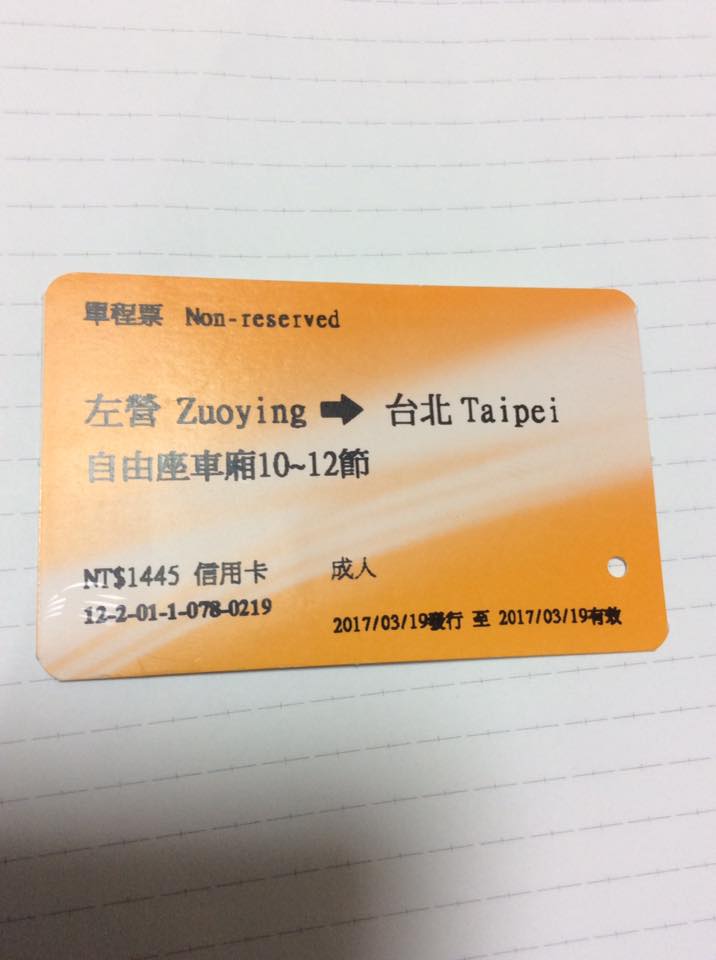 單程票 Non-reserved
左營 Zuoying ➡ 台北 Taipei
自由座車廂10~12節
NT$1445 信用卡 成人
12-2-01-1-078-0219
2017/03/19發行 至 2017/03/19有效